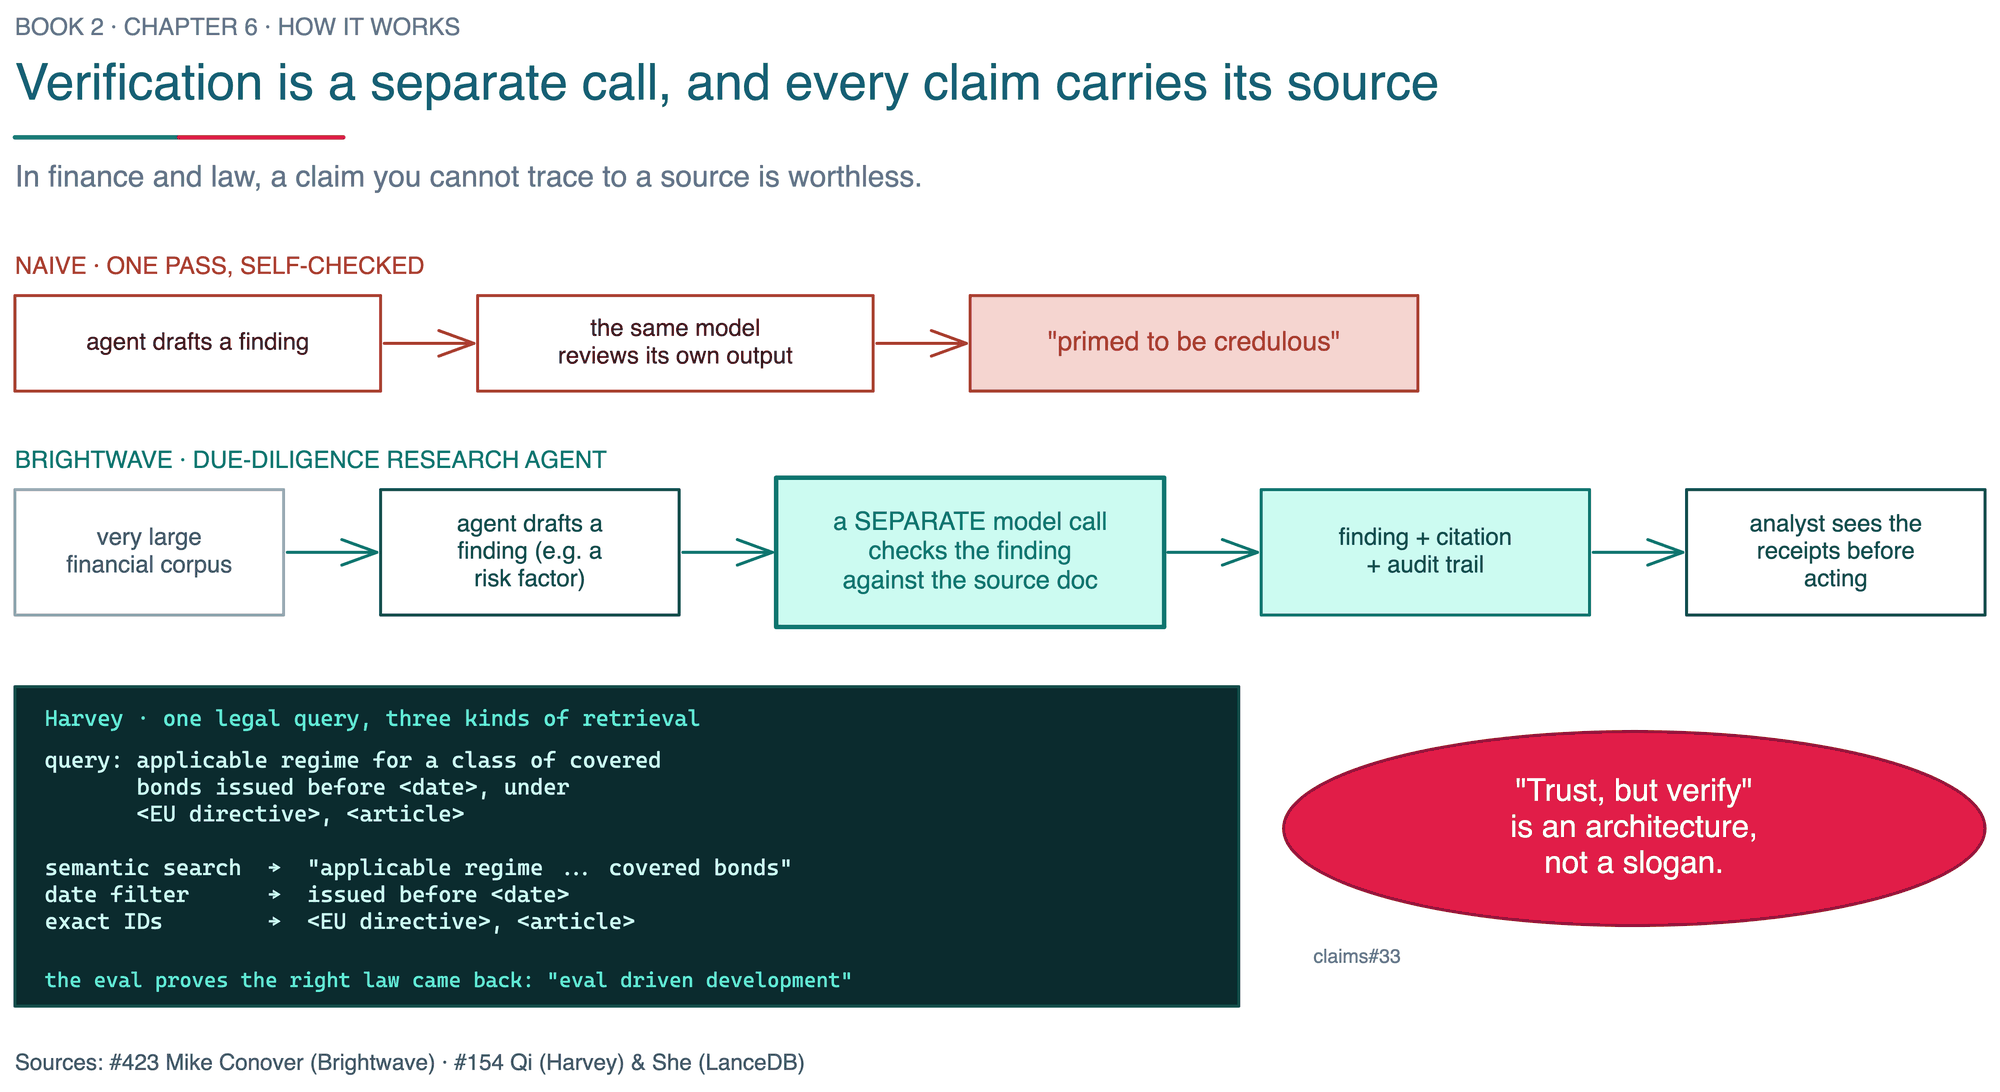 BOOK 2 · CHAPTER 6 · HOW IT WORKS
Verification is a separate call, and every claim carries its source
In finance and law, a claim you cannot trace to a source is worthless.
NAIVE · ONE PASS, SELF-CHECKED
agent drafts a finding
the same model
reviews its own output
"primed to be credulous"
BRIGHTWAVE · DUE-DILIGENCE RESEARCH AGENT
very large
financial corpus
agent drafts a
finding (e.g. a
risk factor)
a SEPARATE model call
checks the finding
against the source doc
finding + citation
+ audit trail
analyst sees the
receipts before
acting
Harvey · one legal query, three kinds of retrieval
query: applicable regime for a class of covered
bonds issued before <date>, under
<EU directive>, <article>
semantic search → "applicable regime ... covered bonds"
date filter → issued before <date>
exact IDs → <EU directive>, <article>
the eval proves the right law came back: "eval driven development"
"Trust, but verify"
is an architecture,
not a slogan.
claims#33
Sources: #423 Mike Conover (Brightwave) · #154 Qi (Harvey) & She (LanceDB)